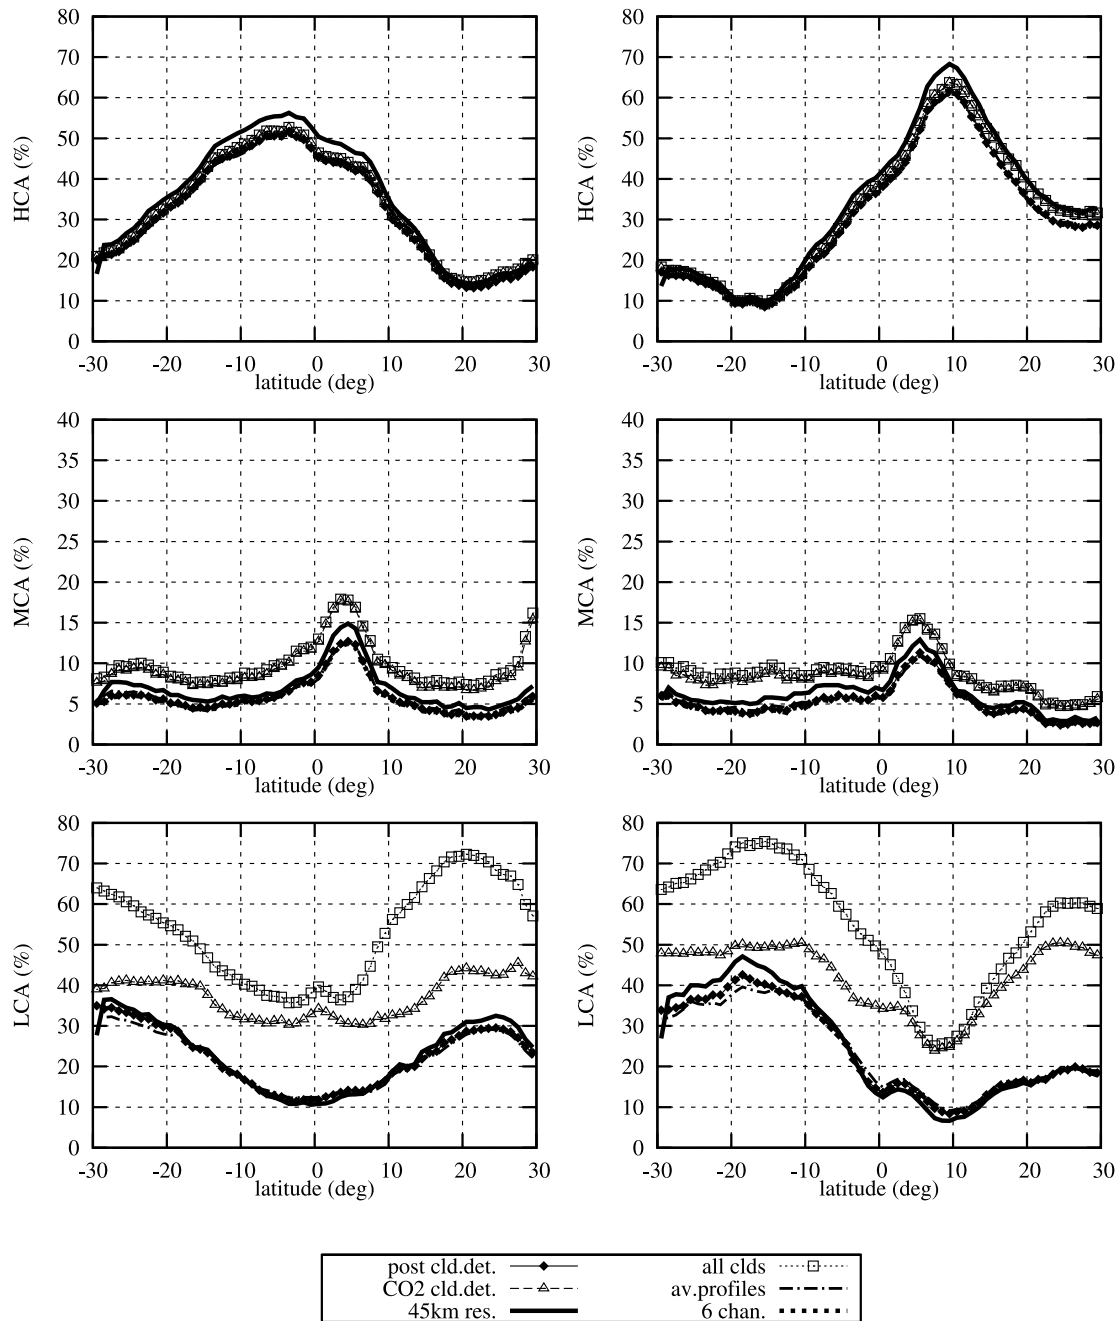 80
70
60
50
40
30
20
10
0
HCA (%)
-30 -20 -10 0 10 20 30
latitude (deg)
80
70
60
50
40
30
20
10
0
HCA (%)
-30 -20 -10 0 10 20 30
latitude (deg)
40
35
30
25
20
15
10
5
0
MCA (%)
-30 -20 -10 0 10 20 30
latitude (deg)
40
35
30
25
20
15
10
5
0
MCA (%)
-30 -20 -10 0 10 20 30
latitude (deg)
80
70
60
50
40
30
20
10
0
LCA (%)
-30 -20 -10 0 10 20 30
latitude (deg)
80
70
60
50
40
30
20
10
0
LCA (%)
-30 -20 -10 0 10 20 30
latitude (deg)
post cld.det.
CO2 cld.det.
45km res.
all clds
av.profiles
6 chan.